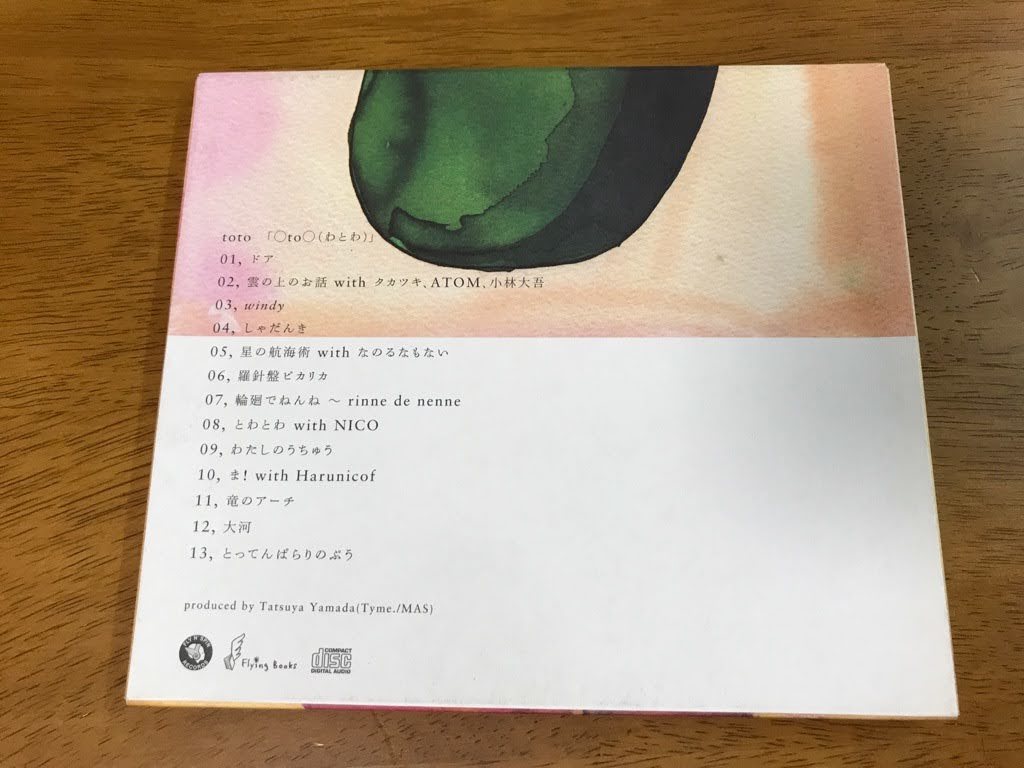 toto 「○to○(わとわ)」
01, ドア
02, 雲の上のお話 with タカツキ、ATOM、小林大吾
03, windy
04, しゃだんき
05, 星の航海術 with なのるなもない
06, 羅針盤ピカリカ
07, 輪廻でねんね 〜 rinne de nenne
08, とわとわ with NICO
09, わたしのうちゅう
10, ま! with Harunicof
11, 竜のアーチ
12, 大河
13, とってんぱらりのぷう
produced by Tatsuya Yamada(Tyme./MAS)
FLY N' SPIN RECORDS
Flying Books
COMPACT
disc
DIGITAL AUDIO